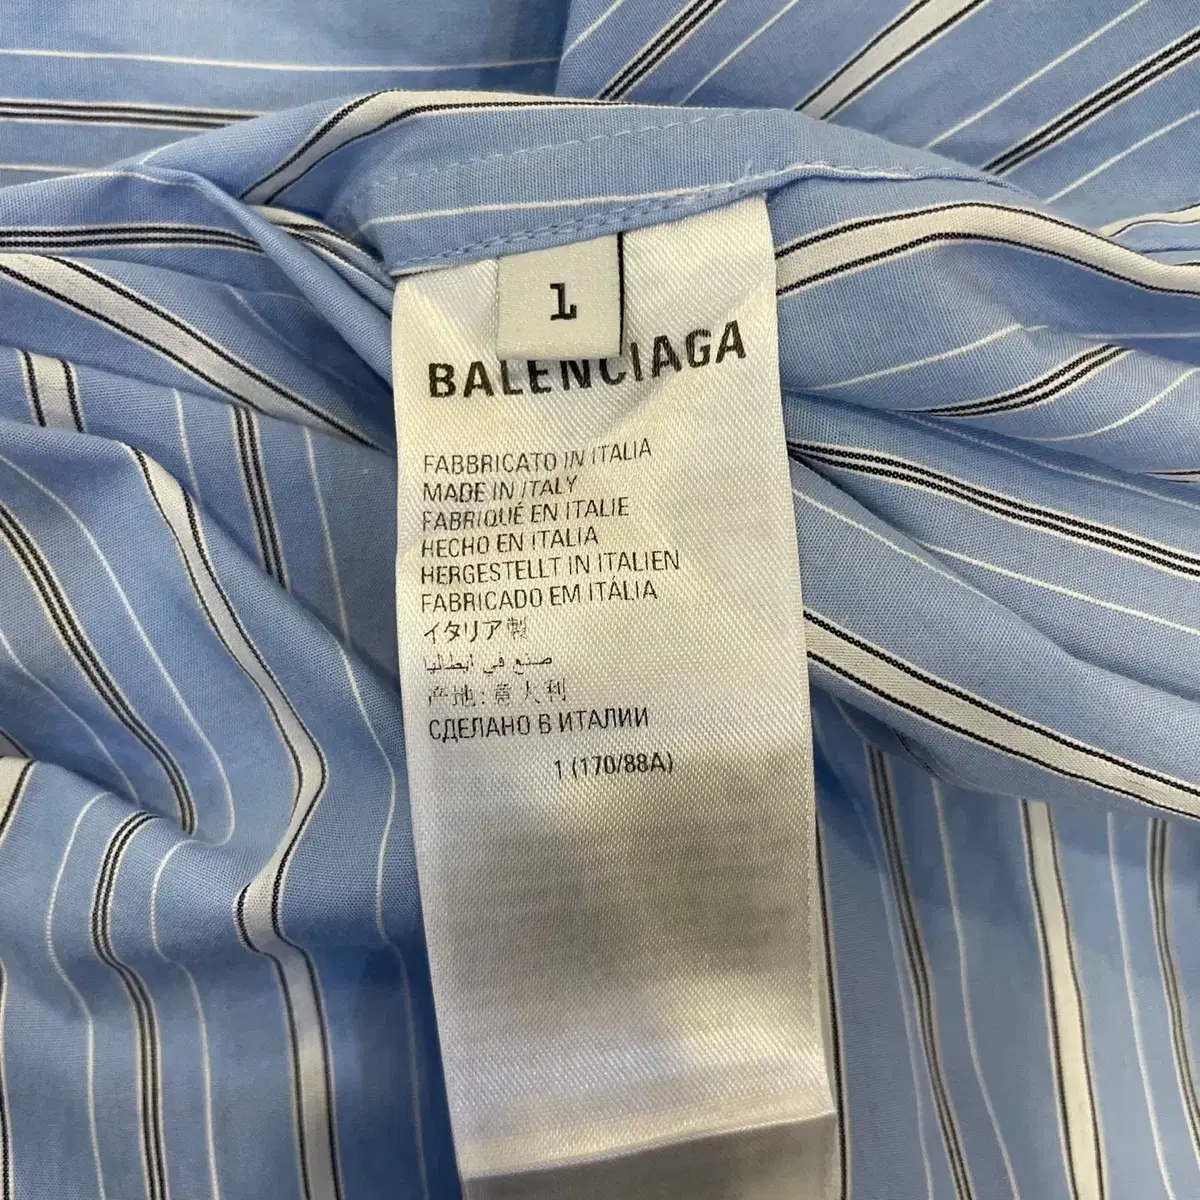 1
BALENCIAGA
FABBRICATO IN ITALIA
MADE IN ITALY
FABRIQUÉ EN ITALIE
HECHO EN ITALIA
HERGESTELLT IN ITALIEN
FABRICADO EM ITÁLIA
イタリア製
صنع في ايطاليا
产地:意大利
СДЕЛАНО В ИТАЛИИ
1 (170/88A)